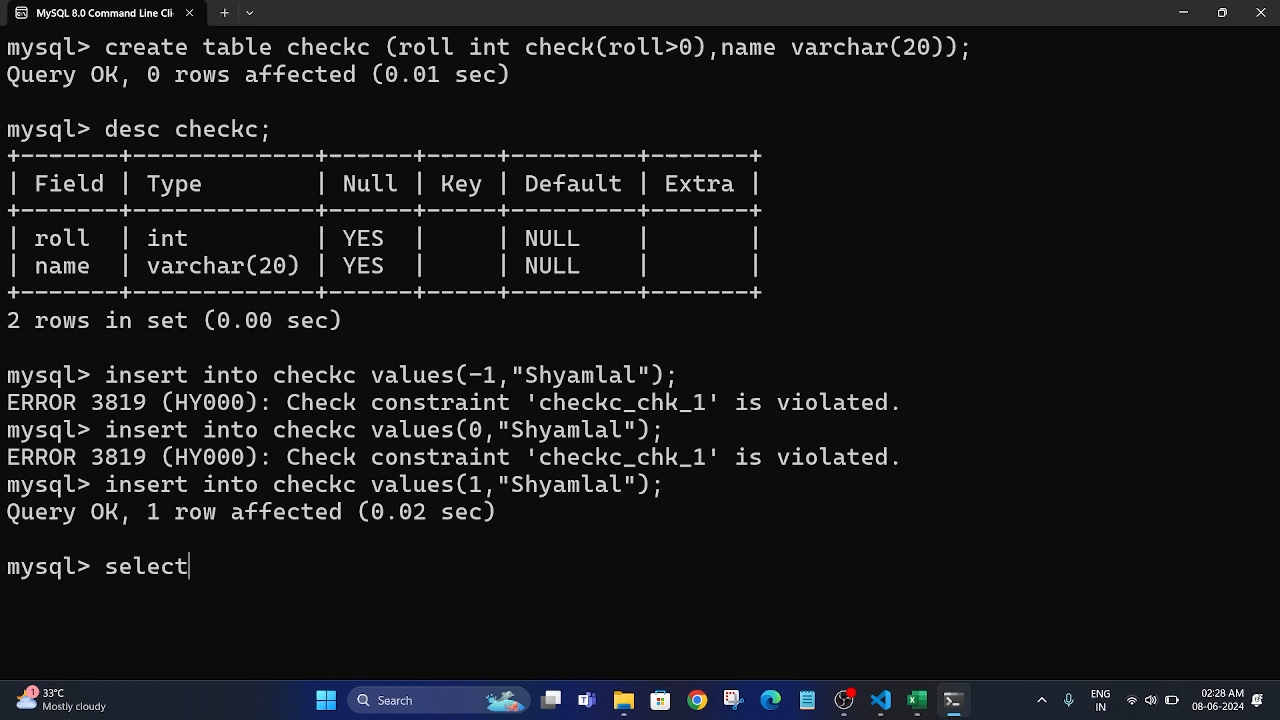 MySQL 8.0 Command Line Cli
mysql> create table checkc (roll int check(roll>0),name varchar(20));
Query OK, 0 rows affected (0.01 sec)
mysql> desc checkc;
+-------+-------------+------+-----+---------+-------+
| Field | Type        | Null | Key | Default | Extra |
+-------+-------------+------+-----+---------+-------+
| roll  | int         | YES  |     | NULL    |       |
| name  | varchar(20) | YES  |     | NULL    |       |
+-------+-------------+------+-----+---------+-------+
2 rows in set (0.00 sec)
mysql> insert into checkc values(-1,"Shyamlal");
ERROR 3819 (HY000): Check constraint 'checkc_chk_1' is violated.
mysql> insert into checkc values(0,"Shyamlal");
ERROR 3819 (HY000): Check constraint 'checkc_chk_1' is violated.
mysql> insert into checkc values(1,"Shyamlal");
Query OK, 1 row affected (0.02 sec)
mysql> select
1
33°C
Mostly cloudy
Search
ENG
IN
02:28 AM
08-08-2024